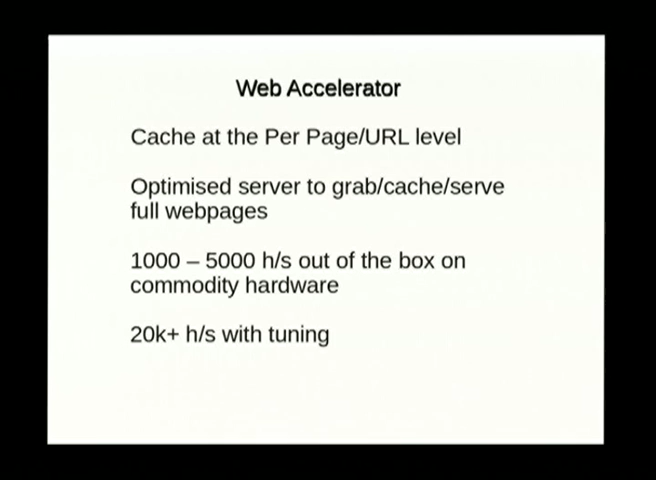 Web Accelerator
Cache at the Per Page/URL level
Optimised server to grab/cache/serve
full webpages
1000 – 5000 h/s out of the box on
commodity hardware
20k+ h/s with tuning